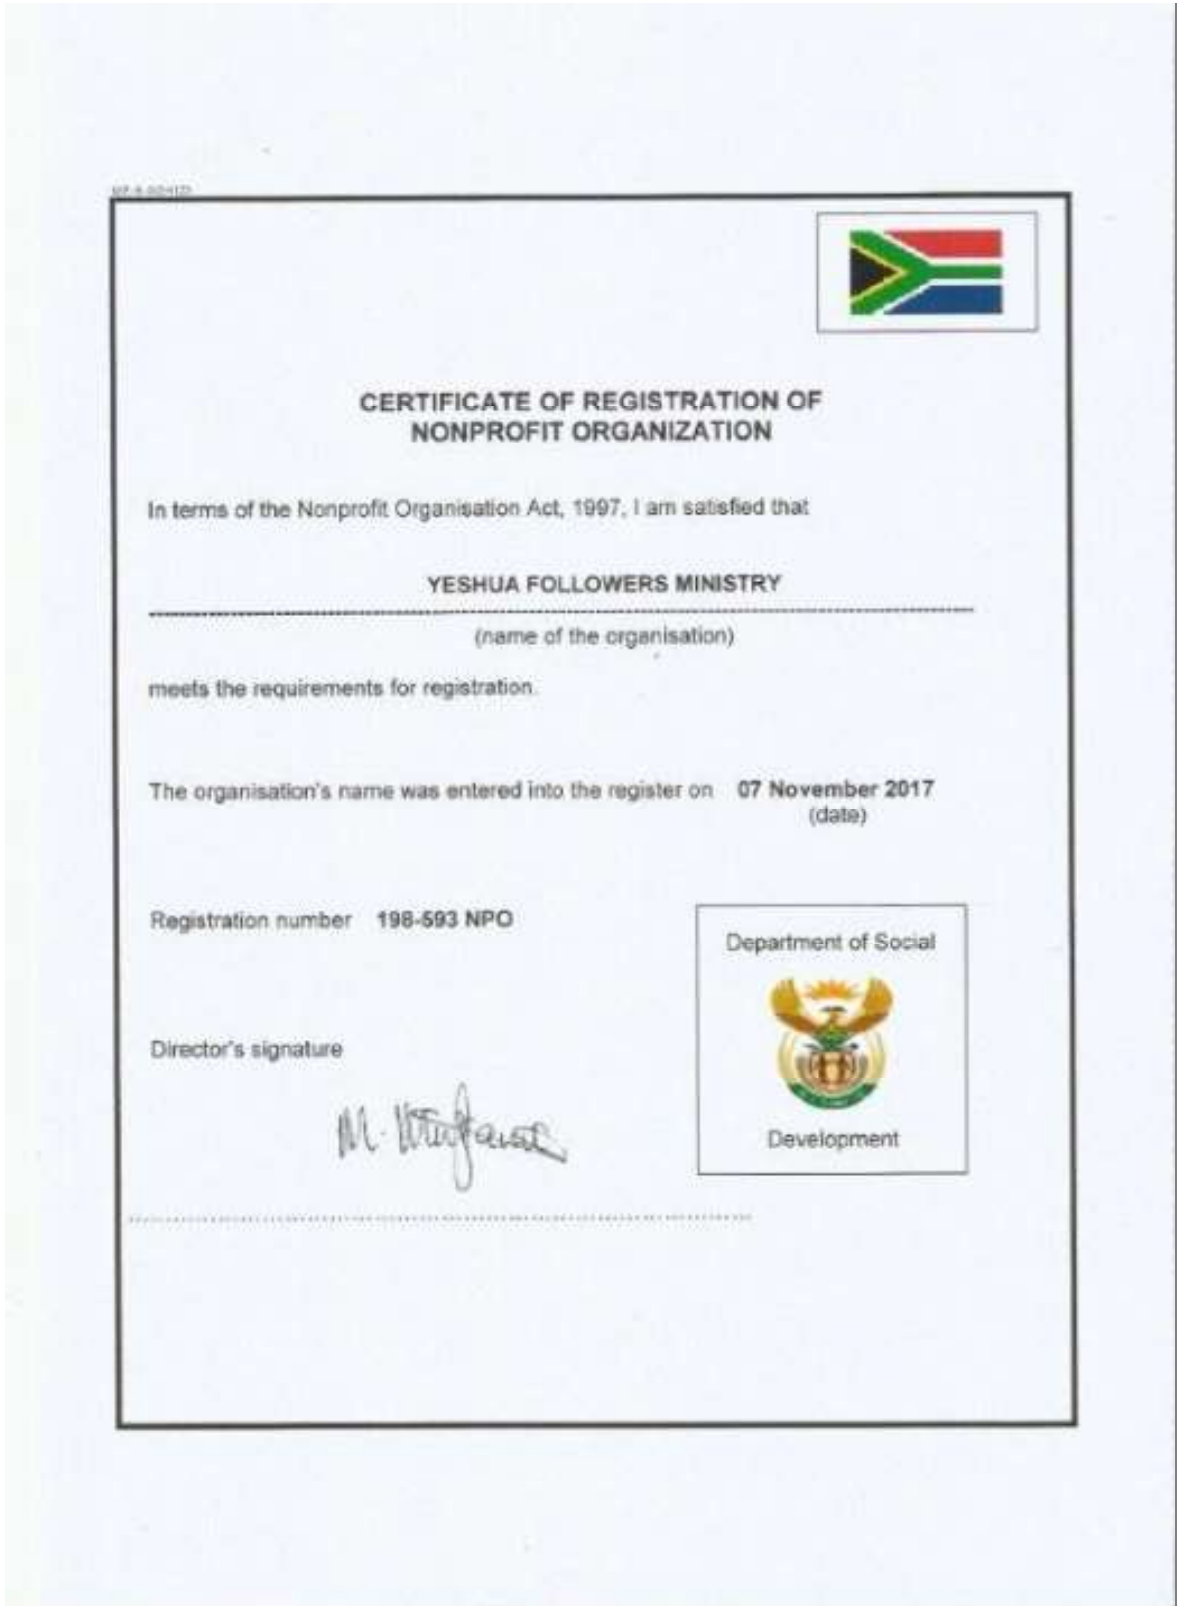 CERTIFICATE OF REGISTRATION OF
NONPROFIT ORGANIZATION
In terms of the Nonprofit Organisation Act, 1997, I am satisfied that
YESHUA FOLLOWERS MINISTRY
(name of the organisation)
meets the requirements for registration.
The organisation's name was entered into the register on 07 November 2017
(date)
Registration number 198-593 NPO
Department of Social
Director's signature
M.
Development